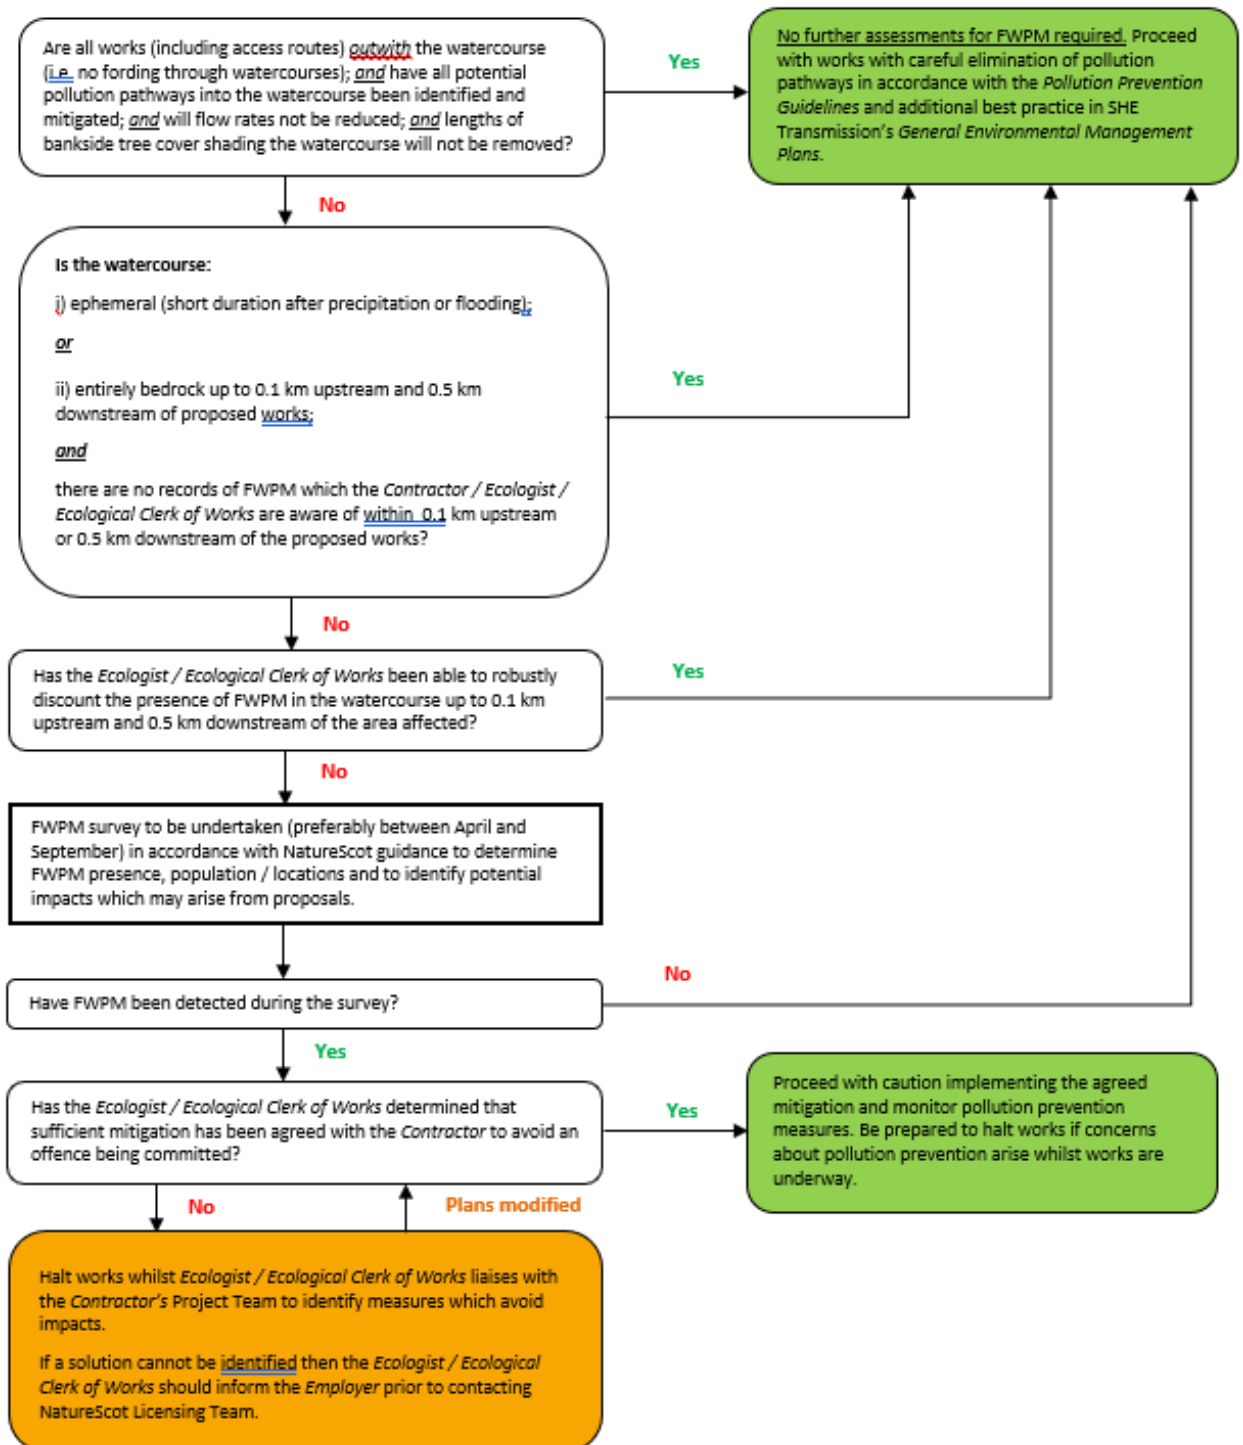 Are all works (including access routes) outwith the watercourse
(i.e. no fording through watercourses); and have all potential
pollution pathways into the watercourse been identified and
mitigated; and will flow rates not be reduced; and lengths of
bankside tree cover shading the watercourse will not be removed?
Yes
No further assessments for FWPM required. Proceed
with works with careful elimination of pollution
pathways in accordance with the Pollution Prevention
Guidelines and additional best practice in SHE
Transmission's General Environmental Management
Plans.
No
Is the watercourse:
i) ephemeral (short duration after precipitation or flooding);
or
ii) entirely bedrock up to 0.1 km upstream and 0.5 km
downstream of proposed works;
and
there are no records of FWPM which the Contractor / Ecologist /
Ecological Clerk of Works are aware of within  0.1 km upstream
or 0.5 km downstream of the proposed works?
Yes
No
Has the Ecologist / Ecological Clerk of Works been able to robustly
discount the presence of FWPM in the watercourse up to 0.1 km
upstream and 0.5 km downstream of the area affected?
Yes
No
FWPM survey to be undertaken (preferably between April and
September) in accordance with NatureScot guidance to determine
FWPM presence, population / locations and to identify potential
impacts which may arise from proposals.
Have FWPM been detected during the survey?
No
Yes
Has the Ecologist / Ecological Clerk of Works determined that
sufficient mitigation has been agreed with the Contractor to avoid an
offence being committed?
Yes
Proceed with caution implementing the agreed
mitigation and monitor pollution prevention
measures. Be prepared to halt works if concerns
about pollution prevention arise whilst works are
underway.
No
Plans modified
Halt works whilst Ecologist / Ecological Clerk of Works liaises with
the Contractor's Project Team to identify measures which avoid
impacts.
If a solution cannot be identified then the Ecologist / Ecological
Clerk of Works should inform the Employer prior to contacting
NatureScot Licensing Team.